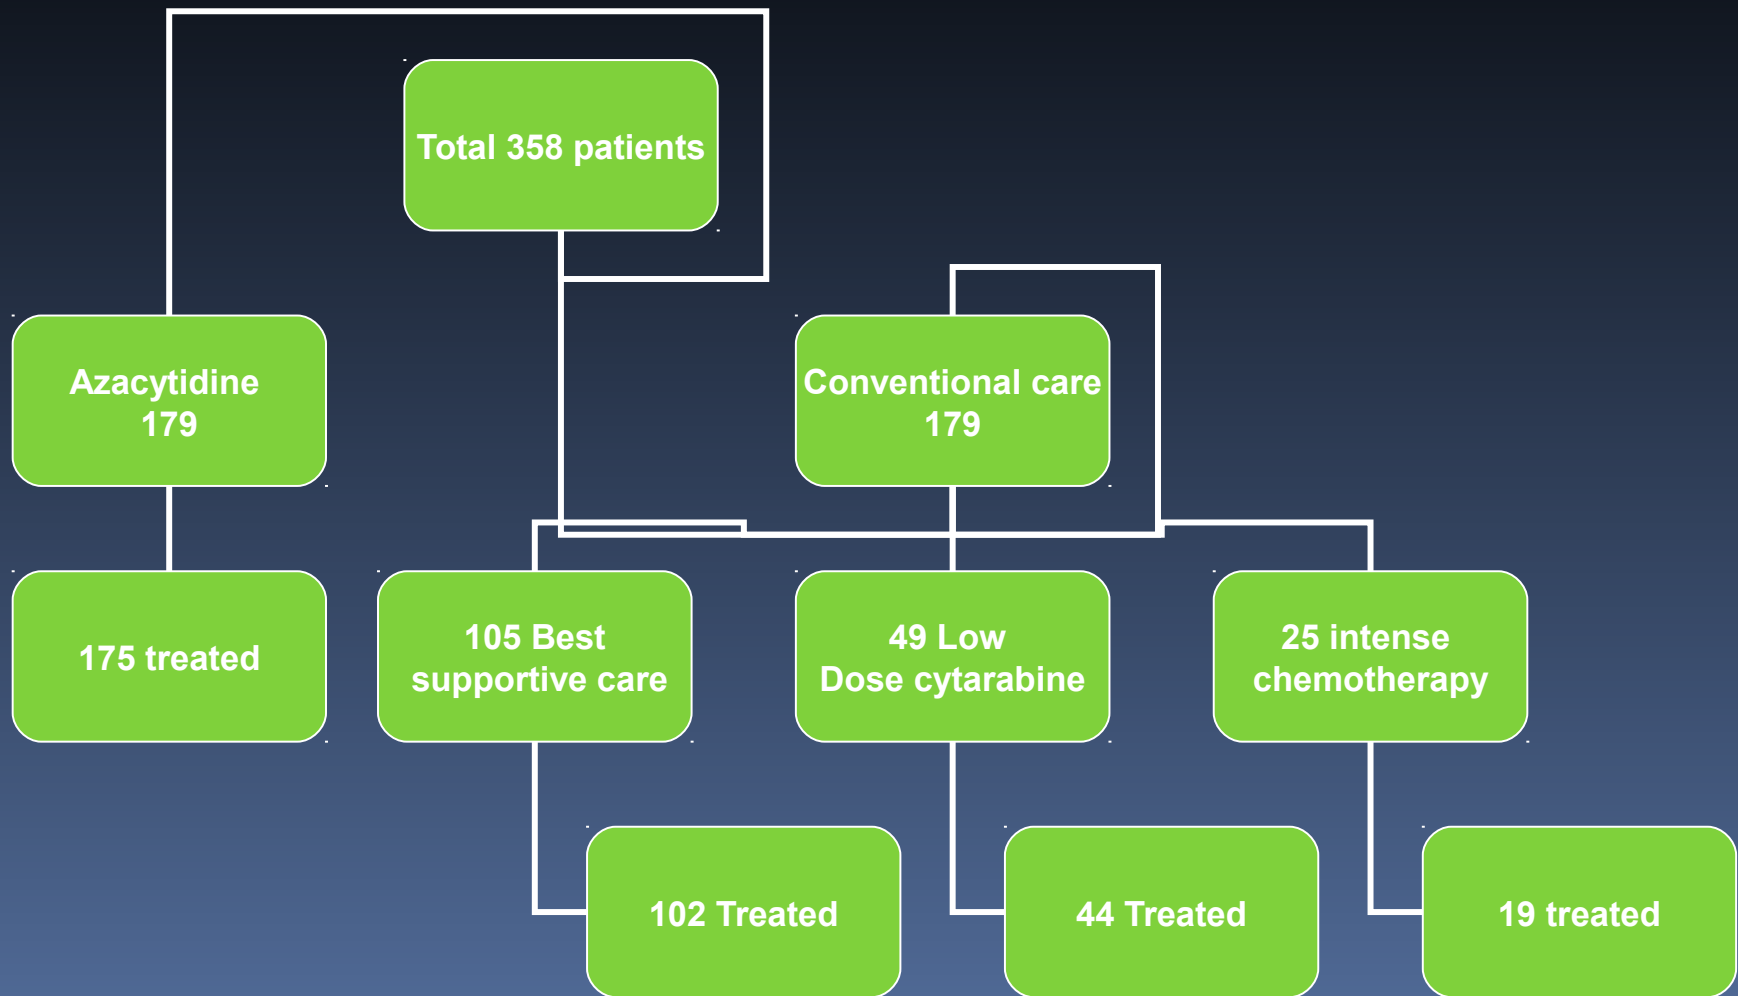 Total 358 patients
Azacytidine
179
Conventional care
179
175 treated
105 Best
supportive care
49 Low
Dose cytarabine
25 intense
chemotherapy
102 Treated
44 Treated
19 treated